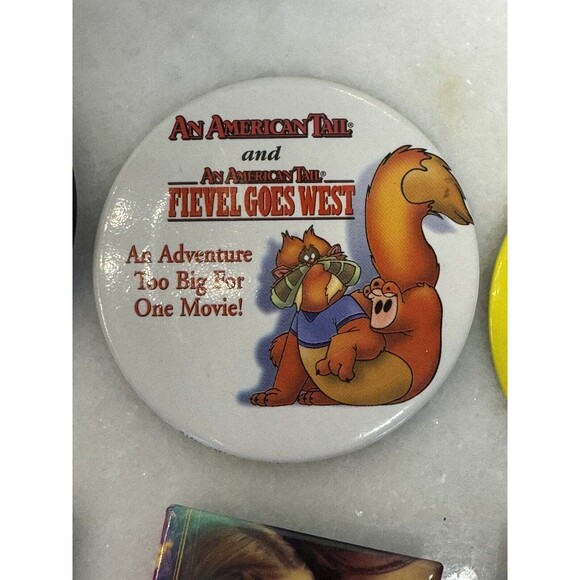 AN AMERICAN TAIL®
and
AN AMERICAN TAIL®
FIEVEL GOES WEST
An Adventure
Too Big For
One Movie!